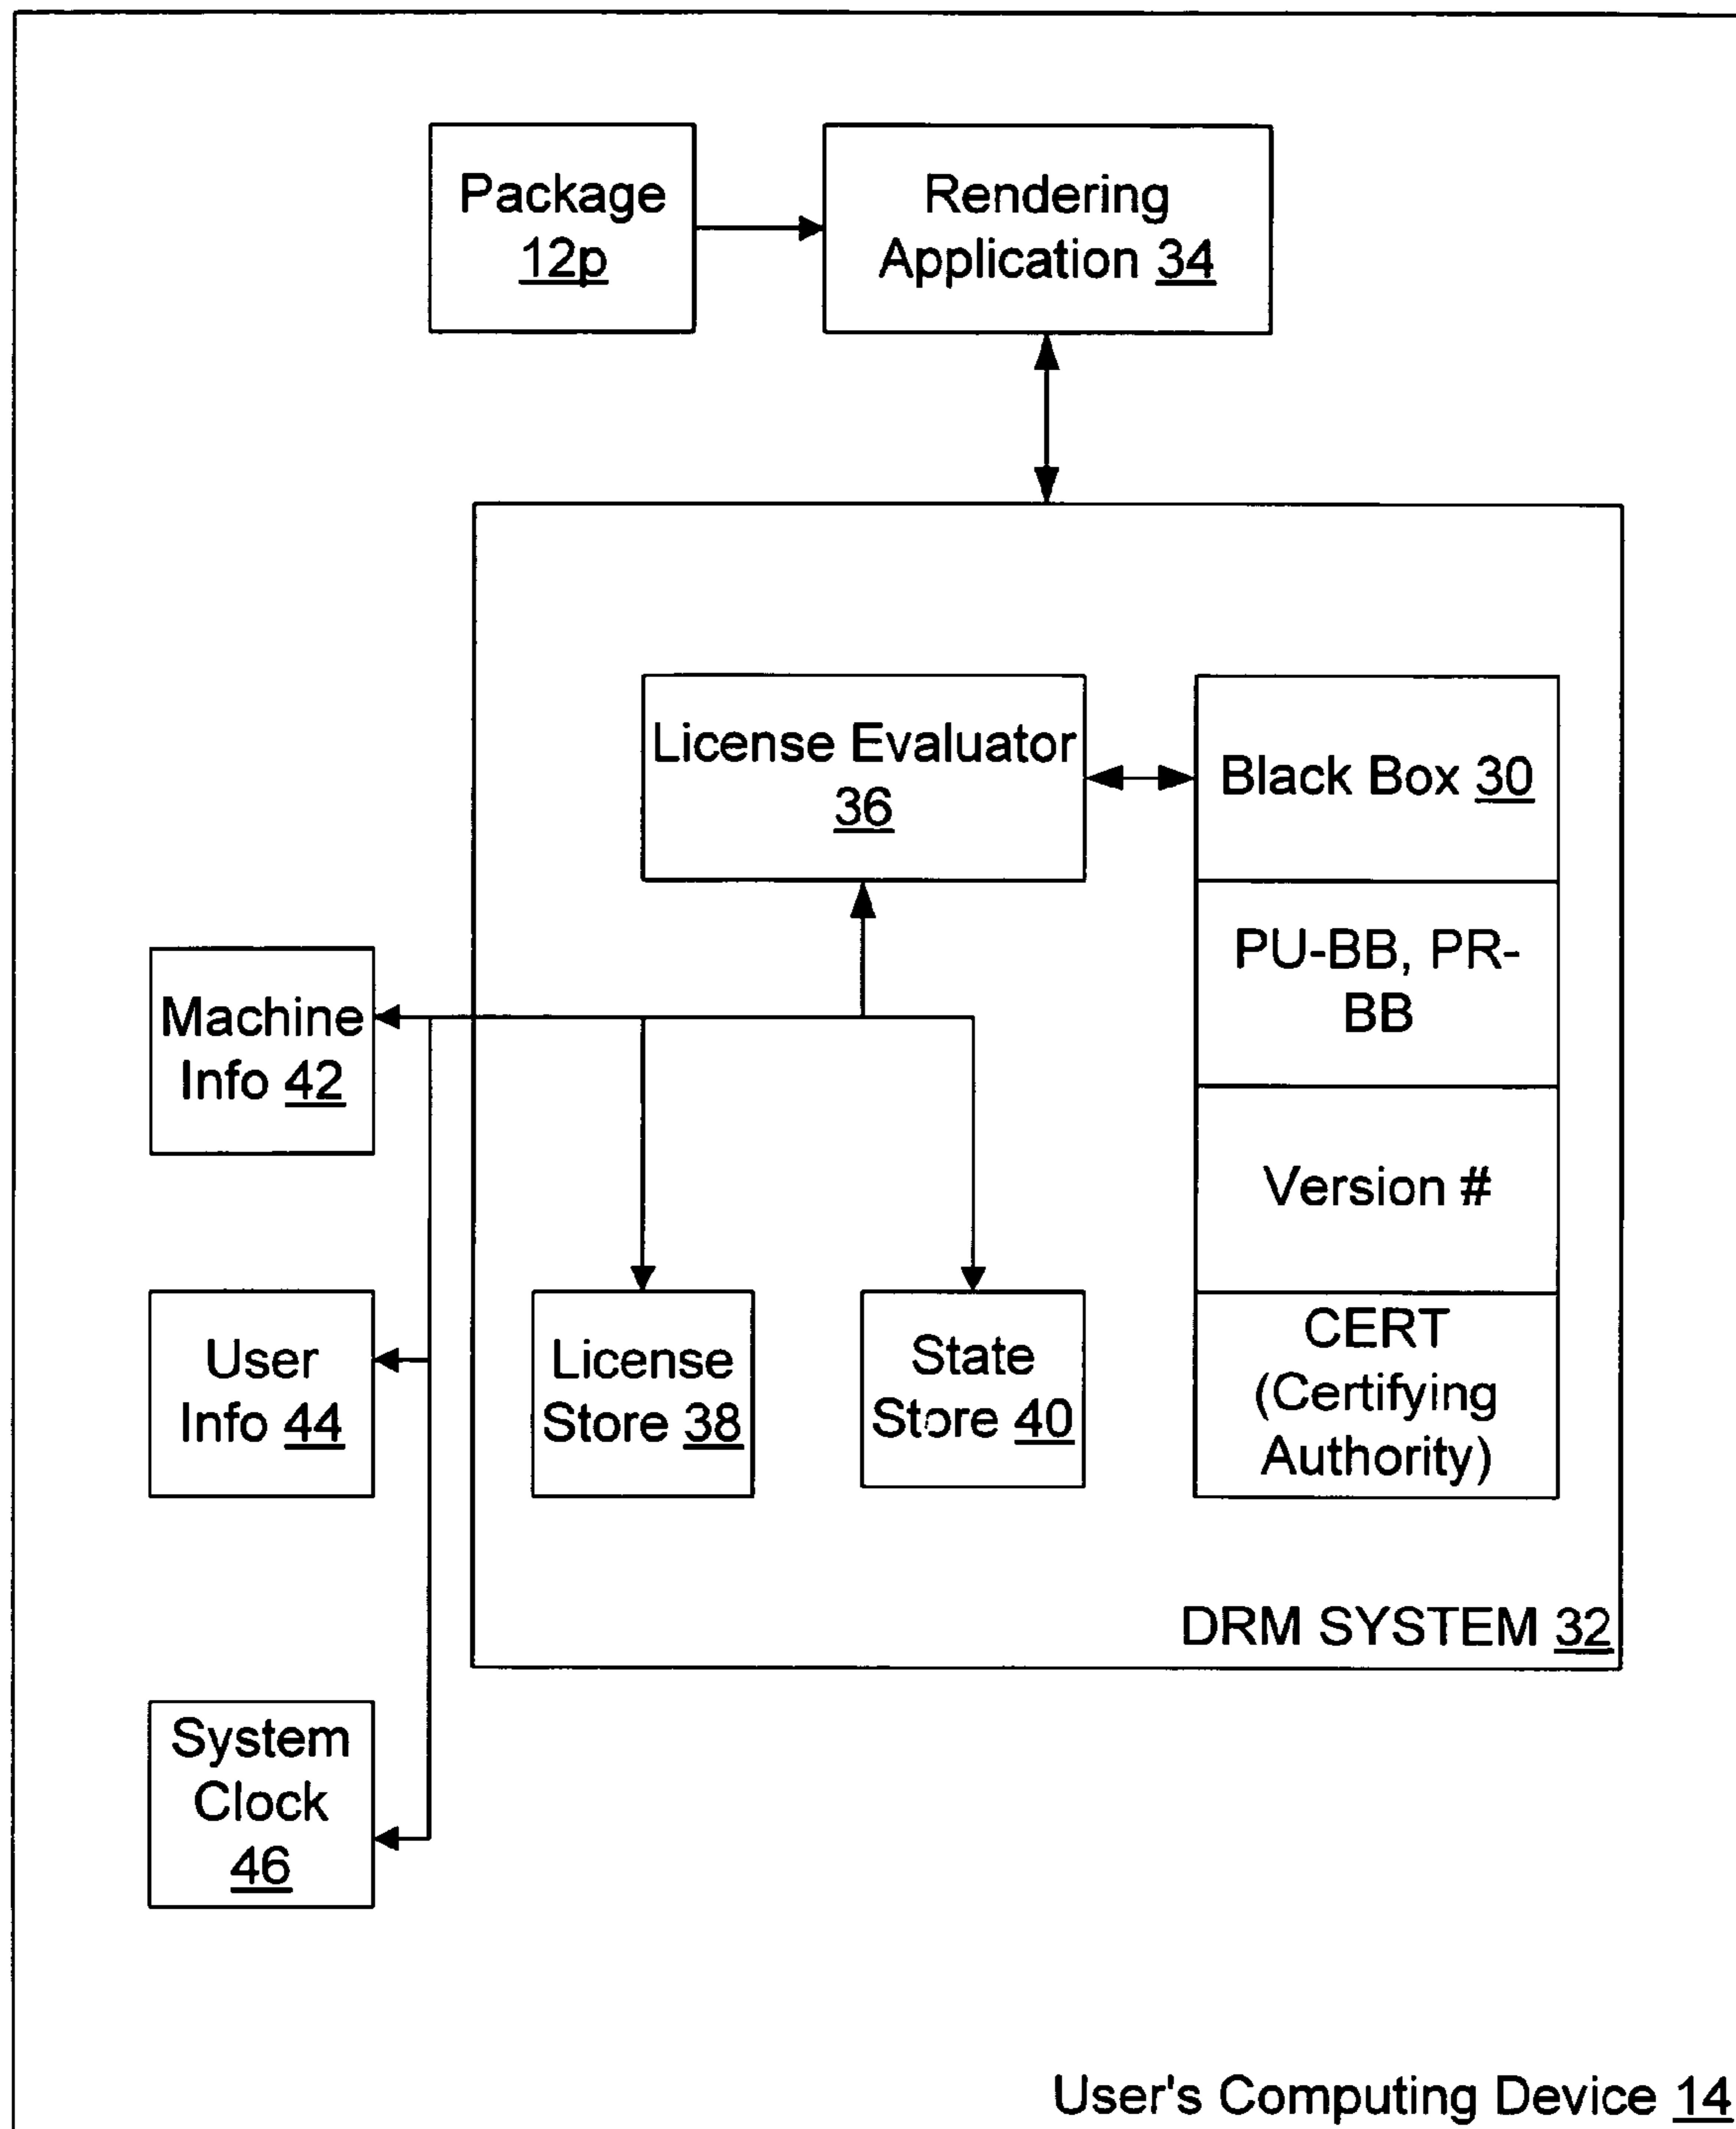 Package
12p
Rendering
Application 34
License Evaluator
36
Black Box 30
PU-BB, PR-
BB
Version #
CERT
(Certifying
Authority)
Machine
Info 42
User
Info 44
License
Store 38
State
Store 40
DRM SYSTEM 32
System
Clock
46
User's Computing Device 14